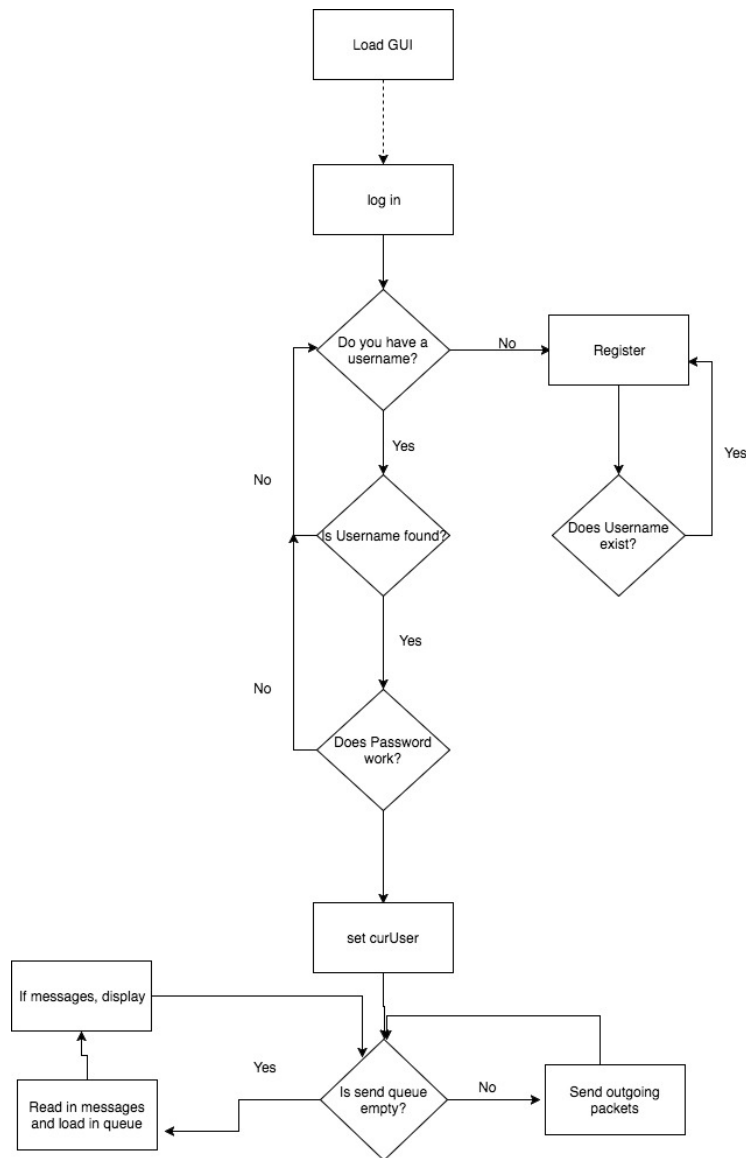 Load GUI
log in
Do you have a
username?
No
Register
Yes
Yes
No
Is Username found?
Does Username
exist?
Yes
No
Does Password
work?
set curUser
If messages, display
Yes
Is send queue
empty?
No
Send outgoing
packets
Read in messages
and load in queue